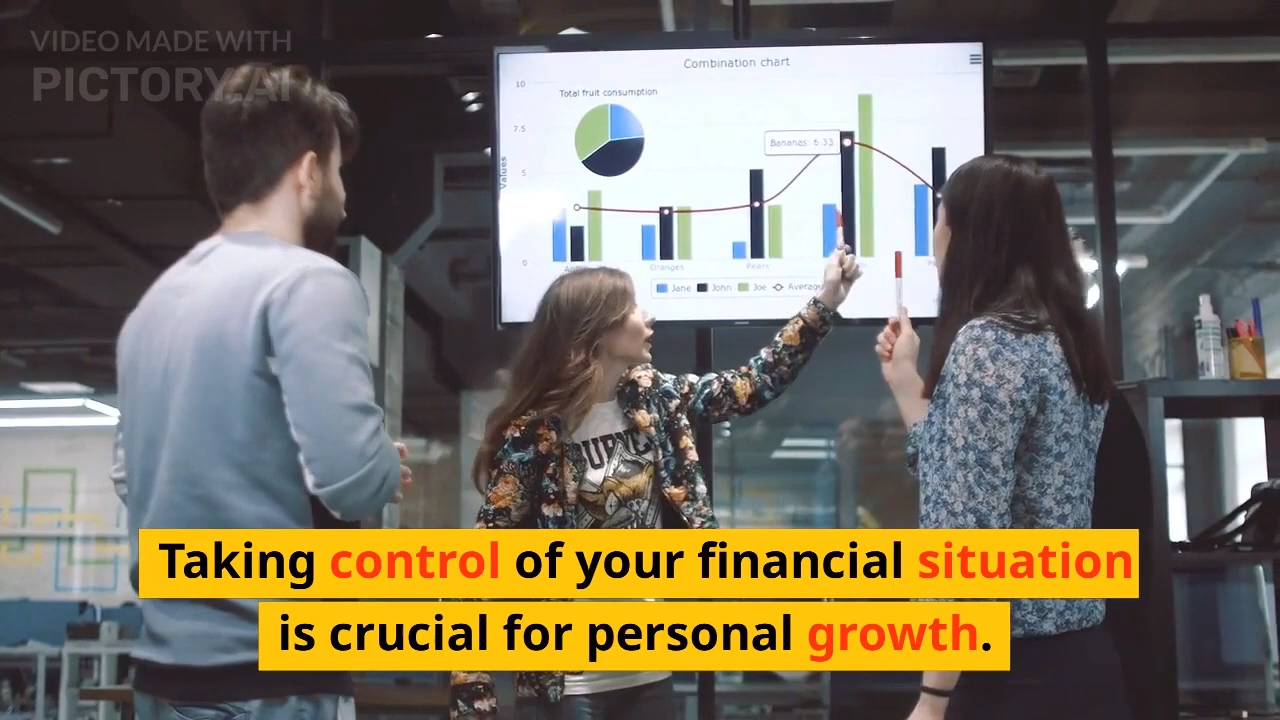 VIDEO MADE WITH
PICTORY.AI
Combination chart
Total fruit consumption
10
7.5
5
0
Values
Bananas: 6.33
Oranges
Pears
Jane John Joe Average
Taking control of your financial situation
is crucial for personal growth.